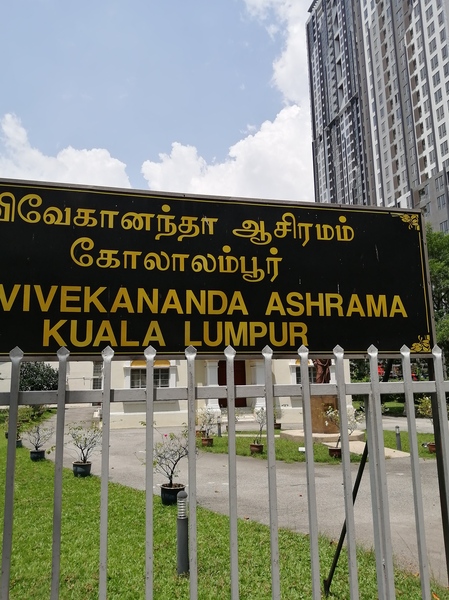 விவேகானந்தா ஆசிரமம்
கோலாலம்பூர்
VIVEKANANDA ASHRAMA
KUALA LUMPUR